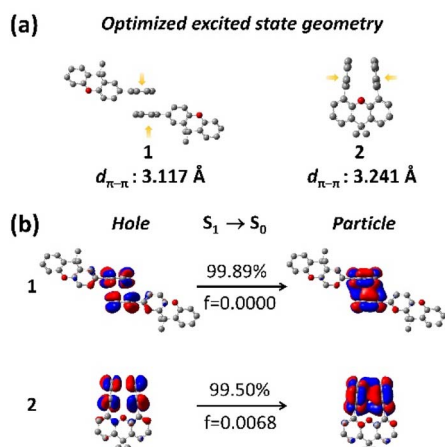 (a) Optimized excited state geometry
1 2
dπ–π : 3.117 Å dπ–π : 3.241 Å
(b) Hole S1 → S0 Particle
1 99.89%
f=0.0000
2 99.50%
f=0.0068